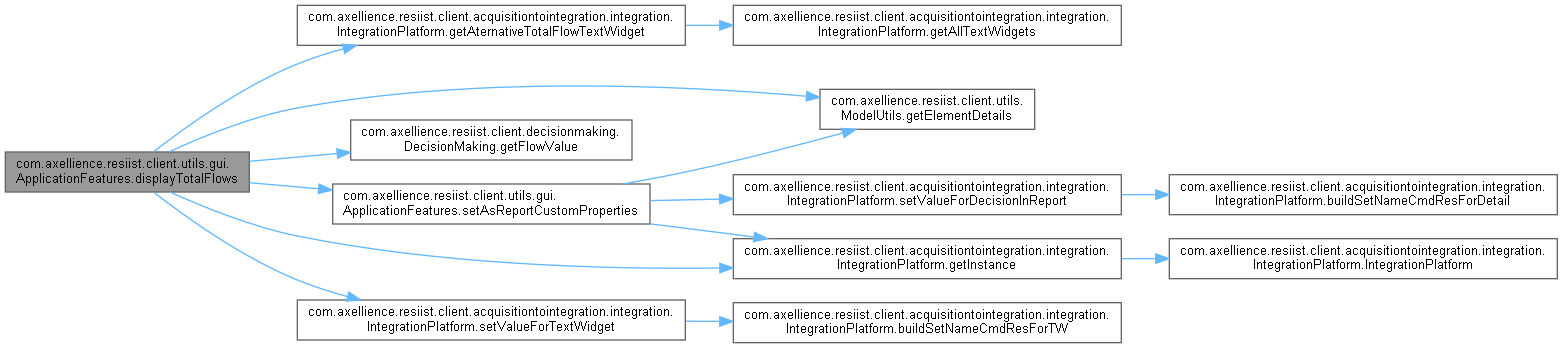 com.axellience.resiist.client.acquisitiontointegration.integration.
IntegrationPlatform.getAternativeTotalFlowTextWidget
com.axellience.resiist.client.acquisitiontointegration.integration.
IntegrationPlatform.getAllTextWidgets
com.axellience.resiist.client.utils.
ModelUtils.getElementDetails
com.axellience.resiist.client.decisionmaking.
DecisionMaking.getFlowValue
com.axellience.resiist.client.utils.gui.
ApplicationFeatures.displayTotalFlows
com.axellience.resiist.client.utils.gui.
ApplicationFeatures.setAsReportCustomProperties
com.axellience.resiist.client.acquisitiontointegration.integration.
IntegrationPlatform.setValueForDecisionInReport
com.axellience.resiist.client.acquisitiontointegration.integration.
IntegrationPlatform.buildSetNameCmdResForDetail
com.axellience.resiist.client.acquisitiontointegration.integration.
IntegrationPlatform.getInstance
com.axellience.resiist.client.acquisitiontointegration.integration.
IntegrationPlatform.IntegrationPlatform
com.axellience.resiist.client.acquisitiontointegration.integration.
IntegrationPlatform.setValueForTextWidget
com.axellience.resiist.client.acquisitiontointegration.integration.
IntegrationPlatform.buildSetNameCmdResForTW